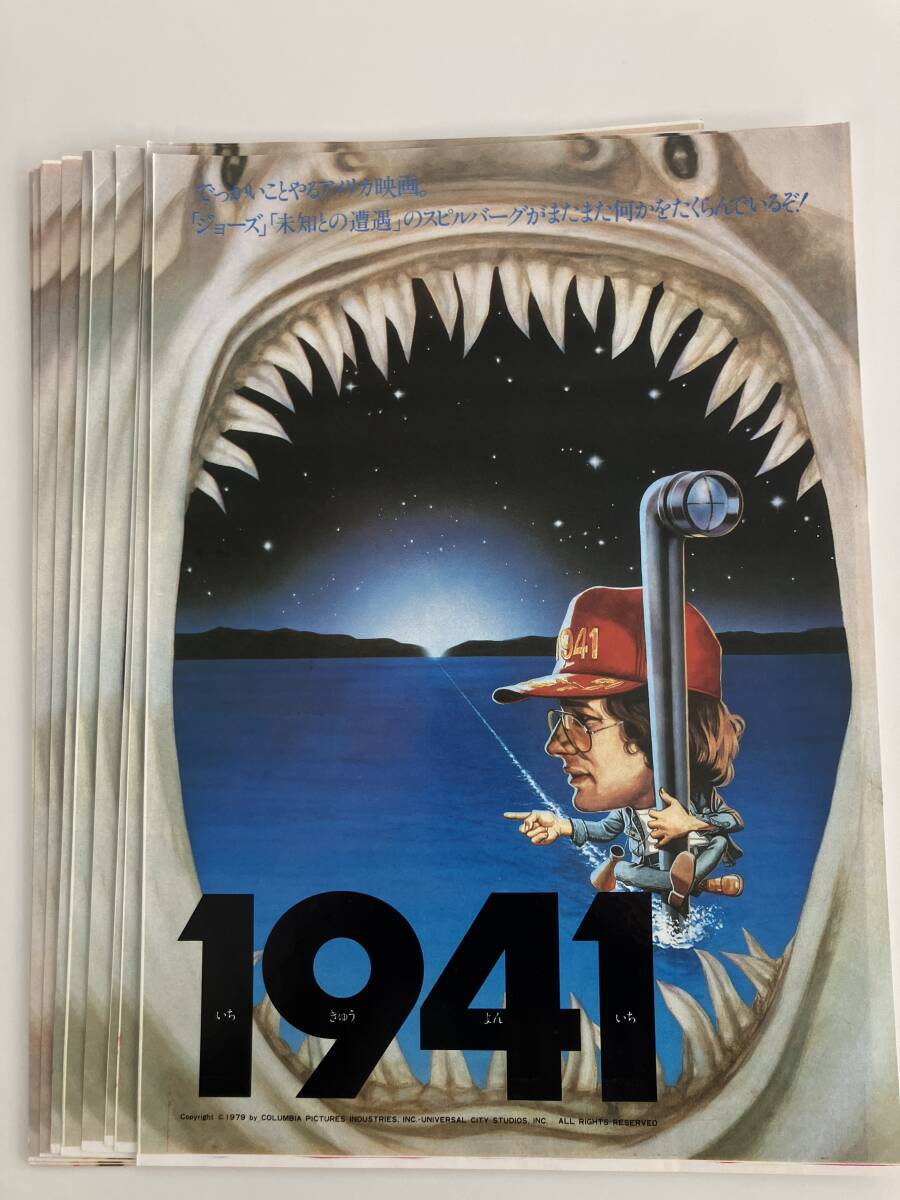 でっかいことやるアメリカ映画。
「ジョーズ」「未知との遭遇」のスピルバーグがまたまた何かをたくらんでいるぞ!
1941
1941
いち きゅう よん いち
Copyright ©1979 by COLUMBIA PICTURES INDUSTRIES, INC.-UNIVERSAL CITY STUDIOS, INC. ALL RIGHTS RESERVED